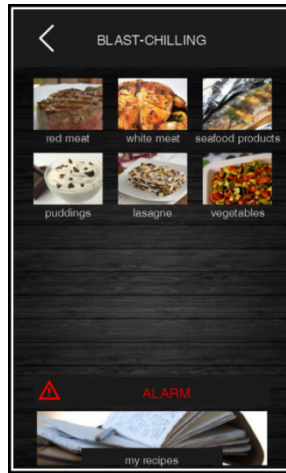 BLAST-CHILLING
red meat white meat seafood products
puddings lasagne vegetables
ALARM
my recipes